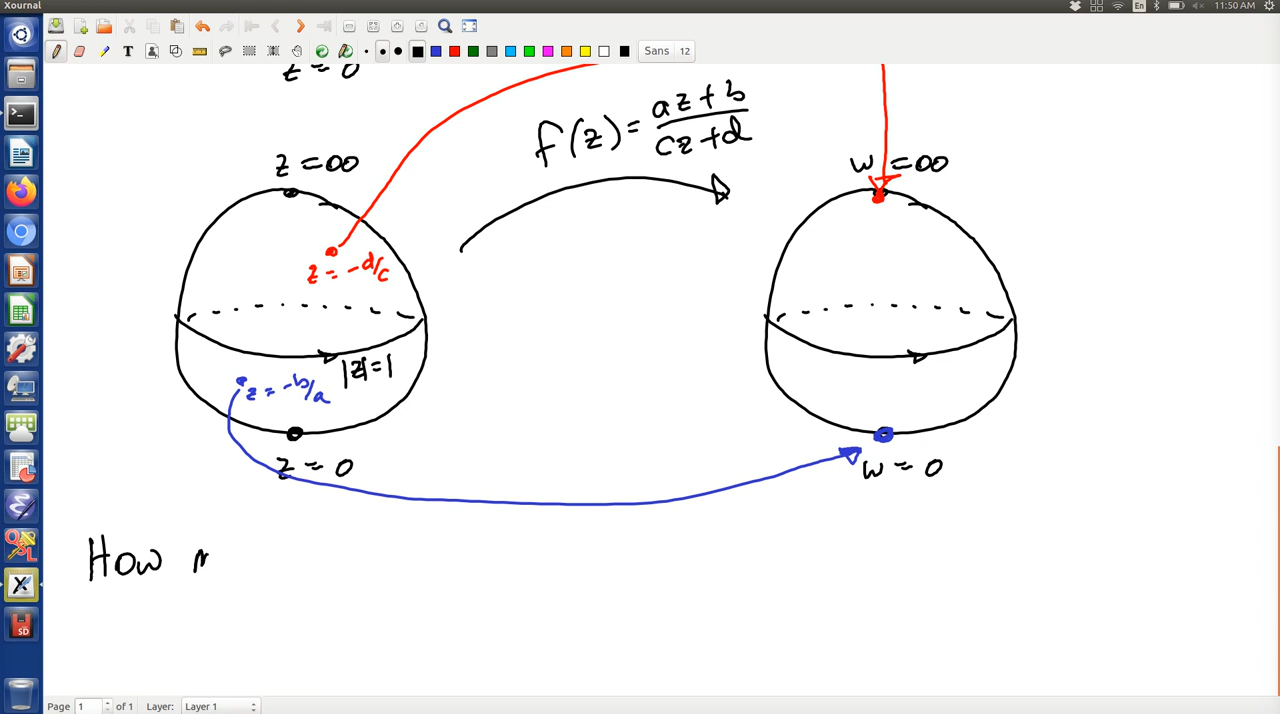 Xournal
En
11:50 AM
Sans 12
z = 0
f(z) = az+b / cz+d
z = ∞
w = ∞
z = -d/c
|z|=1
z = -b/a
z = 0
w = 0
How
Page 1 of 1 Layer: Layer 1